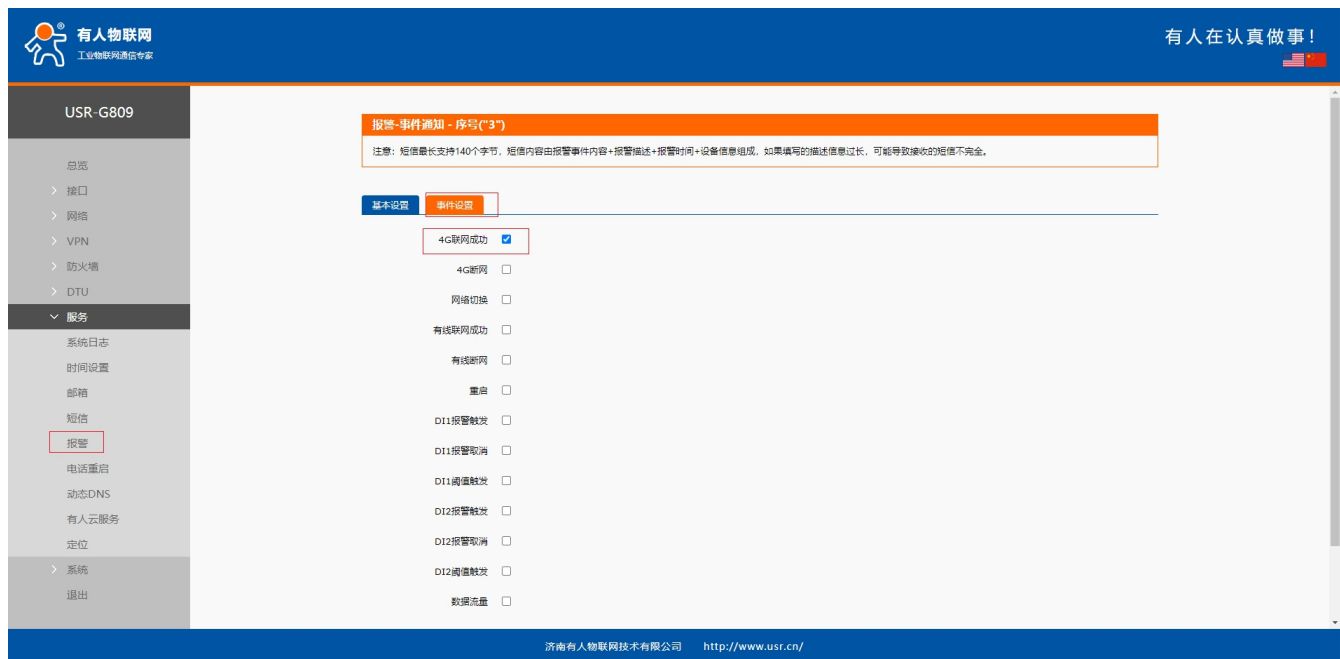 有人物联网
®
工业物联网通信专家
有人在认真做事！
USR-G809
总览
接口
网络
VPN
防火墙
DTU
服务
系统日志
时间设置
邮箱
短信
报警
电话重启
动态DNS
有人云服务
定位
系统
退出
报警-事件通知 - 序号("3")
注意：短信最长支持140个字节，短信内容由报警事件内容+报警描述+报警时间+设备信息组成，如果填写的描述信息过长，可能导致接收的短信不完全。
基本设置 事件设置
4G联网成功
4G断网
网络切换
有线联网成功
有线断网
重启
DI1报警触发
DI1报警取消
DI1阈值触发
DI2报警触发
DI2报警取消
DI2阈值触发
数据流量
济南有人物联网技术有限公司 http://www.usr.cn/